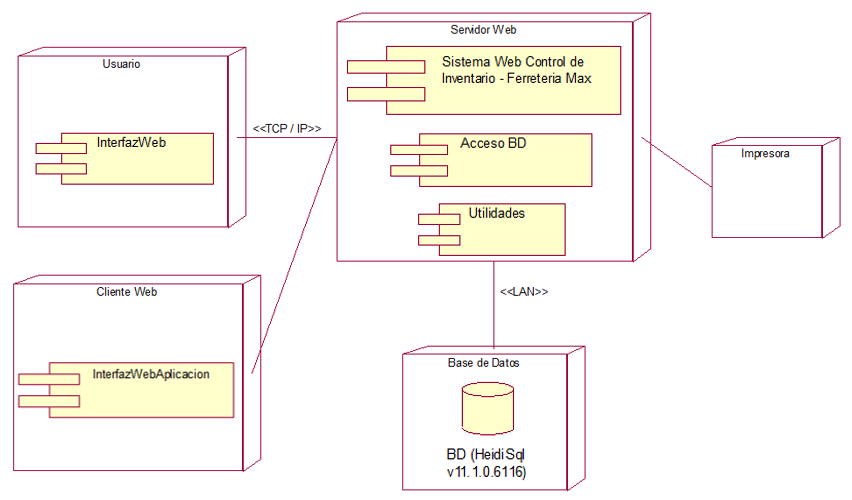 Servidor Web
Sistema Web Control de
Inventario - Ferreteria Max
Usuario
<<TCP / IP>>
InterfazWeb
Acceso BD
Impresora
Utilidades
Cliente Web
<<LAN>>
InterfazWebAplicacion
Base de Datos
BD (HeidiSql
v11.1.0.6116)